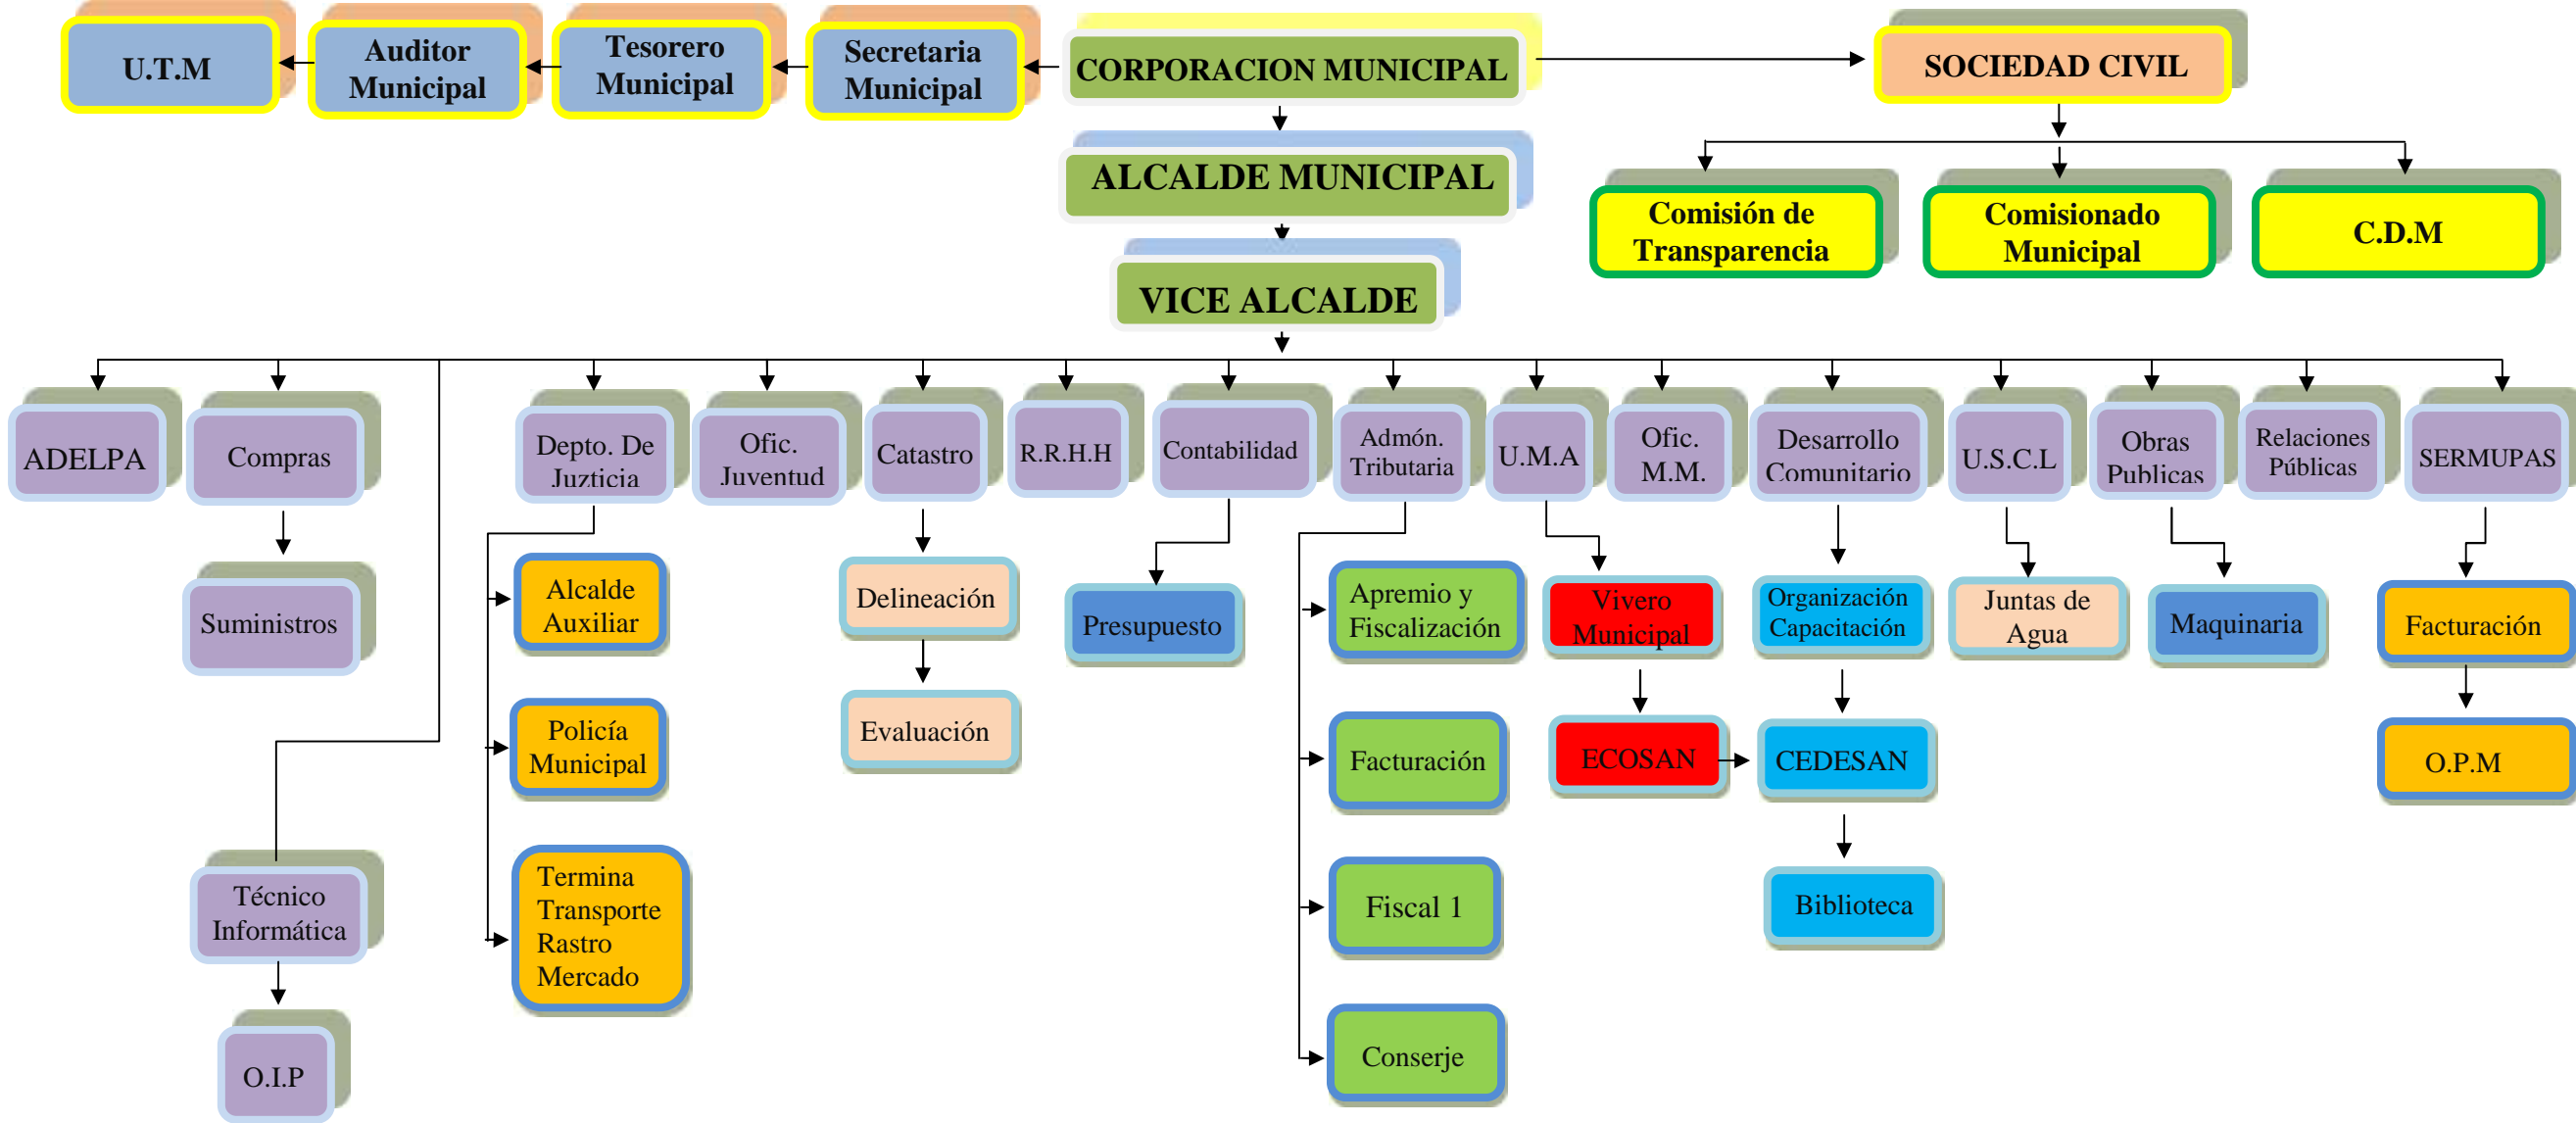 U.T.M
Auditor
Municipal
Tesorero
Municipal
Secretaria
Municipal
CORPORACION MUNICIPAL
SOCIEDAD CIVIL
ALCALDE MUNICIPAL
Comisión de
Transparencia
Comisionado
Municipal
C.D.M
VICE ALCALDE
ADELPA
Compras
Depto. De
Juzticia
Ofic.
Juventud
Catastro
R.R.H.H
Contabilidad
Admón.
Tributaria
U.M.A
Ofic.
M.M.
Desarrollo
Comunitario
U.S.C.L
Obras
Publicas
Relaciones
Públicas
SERMUPAS
Suministros
Alcalde
Auxiliar
Delineación
Presupuesto
Apremio y
Fiscalización
Vivero
Municipal
Organización
Capacitación
Juntas de
Agua
Maquinaria
Facturación
Policía
Municipal
Evaluación
Facturación
ECOSAN
CEDESAN
O.P.M
Técnico
Informática
Termina
Transporte
Rastro
Mercado
Fiscal 1
Biblioteca
O.I.P
Conserje